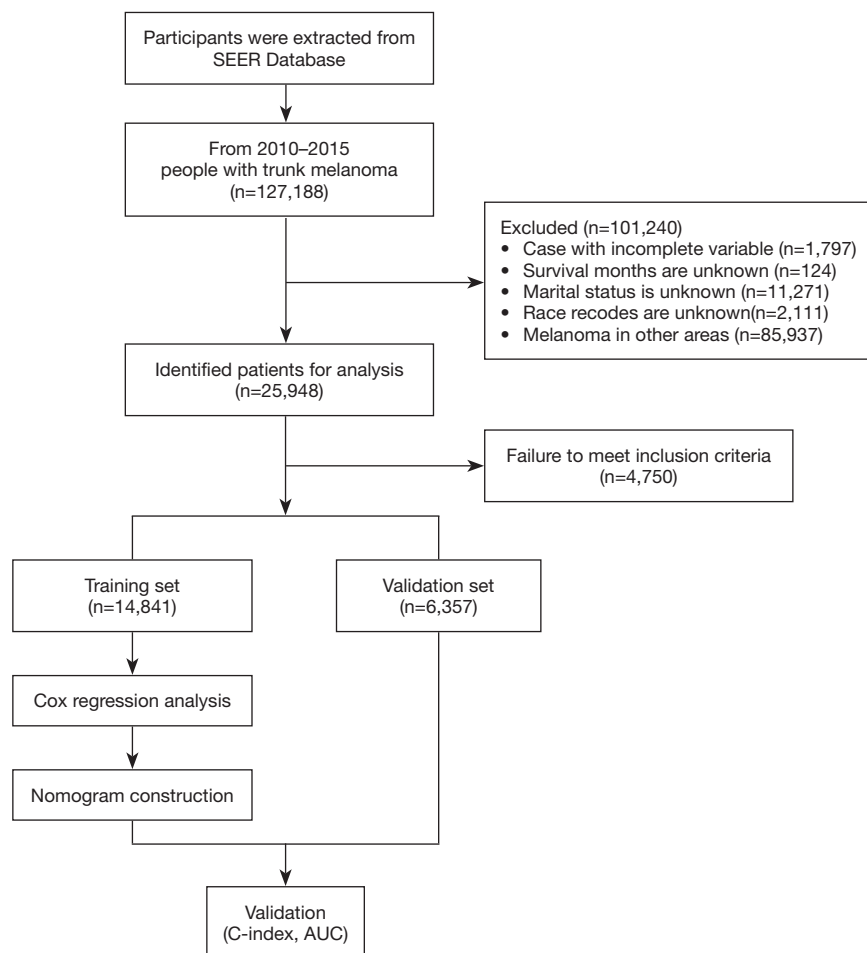 Participants were extracted from
SEER Database
From 2010–2015
people with trunk melanoma
(n=127,188)
Excluded (n=101,240)
• Case with incomplete variable (n=1,797)
• Survival months are unknown (n=124)
• Marital status is unknown (n=11,271)
• Race recodes are unknown(n=2,111)
• Melanoma in other areas (n=85,937)
Identified patients for analysis
(n=25,948)
Failure to meet inclusion criteria
(n=4,750)
Training set
(n=14,841)
Validation set
(n=6,357)
Cox regression analysis
Nomogram construction
Validation
(C-index, AUC)